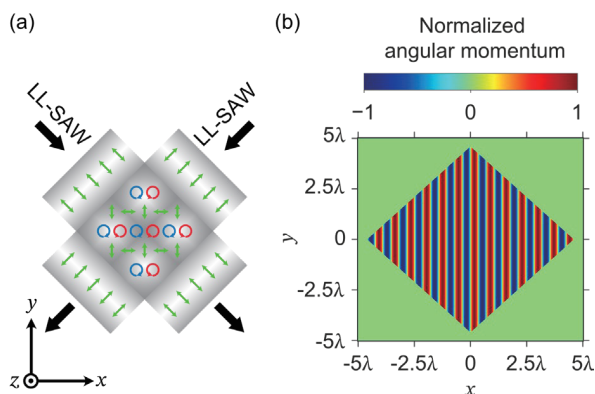 (a)
LL-SAW
LL-SAW
y
z
x
(b)
Normalized
angular momentum
−1 0 1
5λ
2.5λ
0
-2.5λ
-5λ
y
-5λ -2.5λ 0 2.5λ 5λ
x